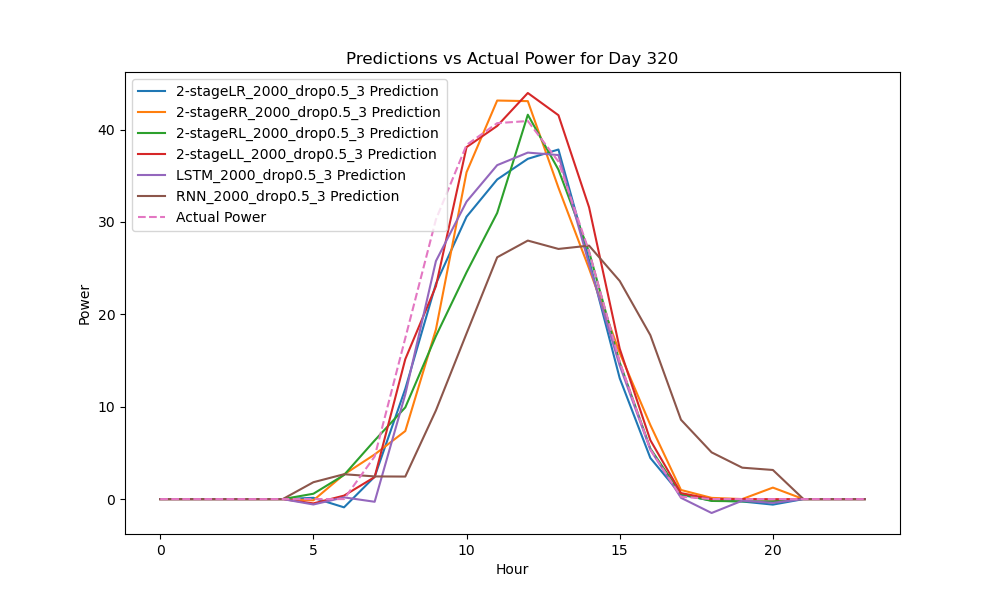 Predictions vs Actual Power for Day 320
2-stageLR_2000_drop0.5_3 Prediction
2-stageRR_2000_drop0.5_3 Prediction
2-stageRL_2000_drop0.5_3 Prediction
2-stageLL_2000_drop0.5_3 Prediction
LSTM_2000_drop0.5_3 Prediction
RNN_2000_drop0.5_3 Prediction
Actual Power
Power
40
30
20
10
0
0 5 10 15 20
Hour